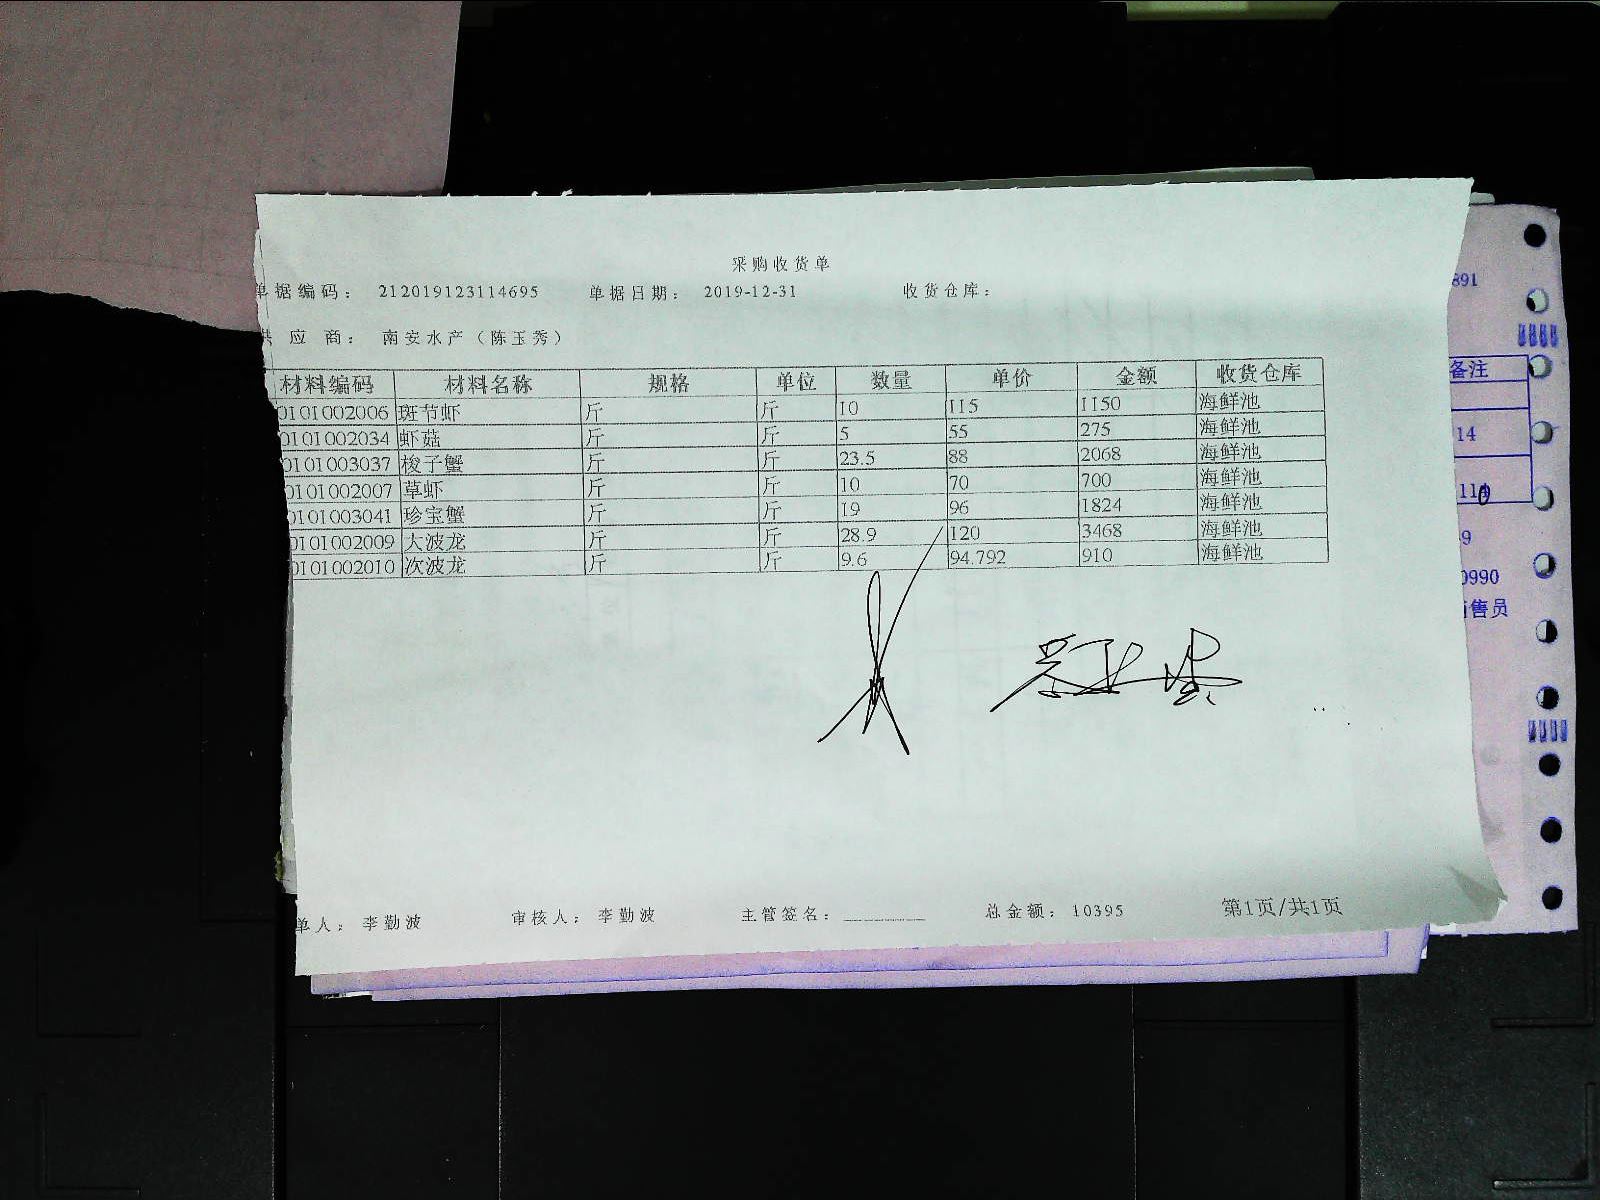 采购收货单
单据编码： 212019123114695 单据日期： 2019-12-31 收货仓库：
供应商： 南安水产（陈玉秀）
材料编码 材料名称 规格 单位 数量 单价 金额 收货仓库
0101002006 斑节虾 斤 斤 10 115 1150 海鲜池
0101002034 虾菇 斤 斤 5 55 275 海鲜池
0101003037 梭子蟹 斤 斤 23.5 88 2068 海鲜池
0101002007 草虾 斤 斤 10 70 700 海鲜池
0101003041 珍宝蟹 斤 斤 19 96 1824 海鲜池
0101002009 大波龙 斤 斤 28.9 120 3468 海鲜池
0101002010 次波龙 斤 斤 9.6 94.792 910 海鲜池
单人： 李勤波 审核人： 李勤波 主管签名： 总金额： 10395 第1页/共1页
891
备注
14
114
9
0990
售员